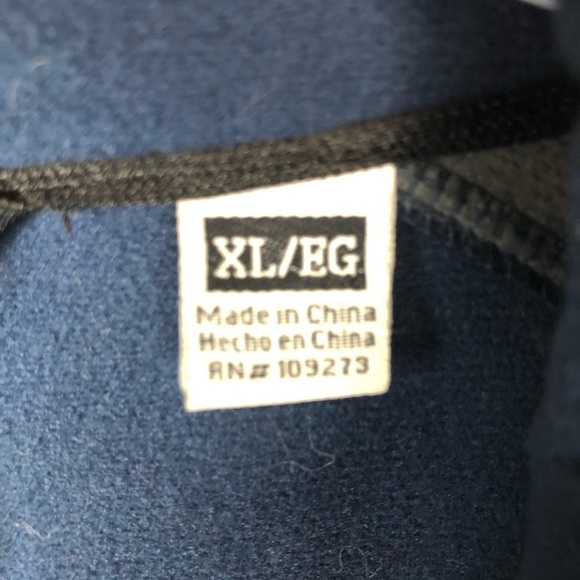 XL/EG
Made in China
Hecho en China
RN# 109273